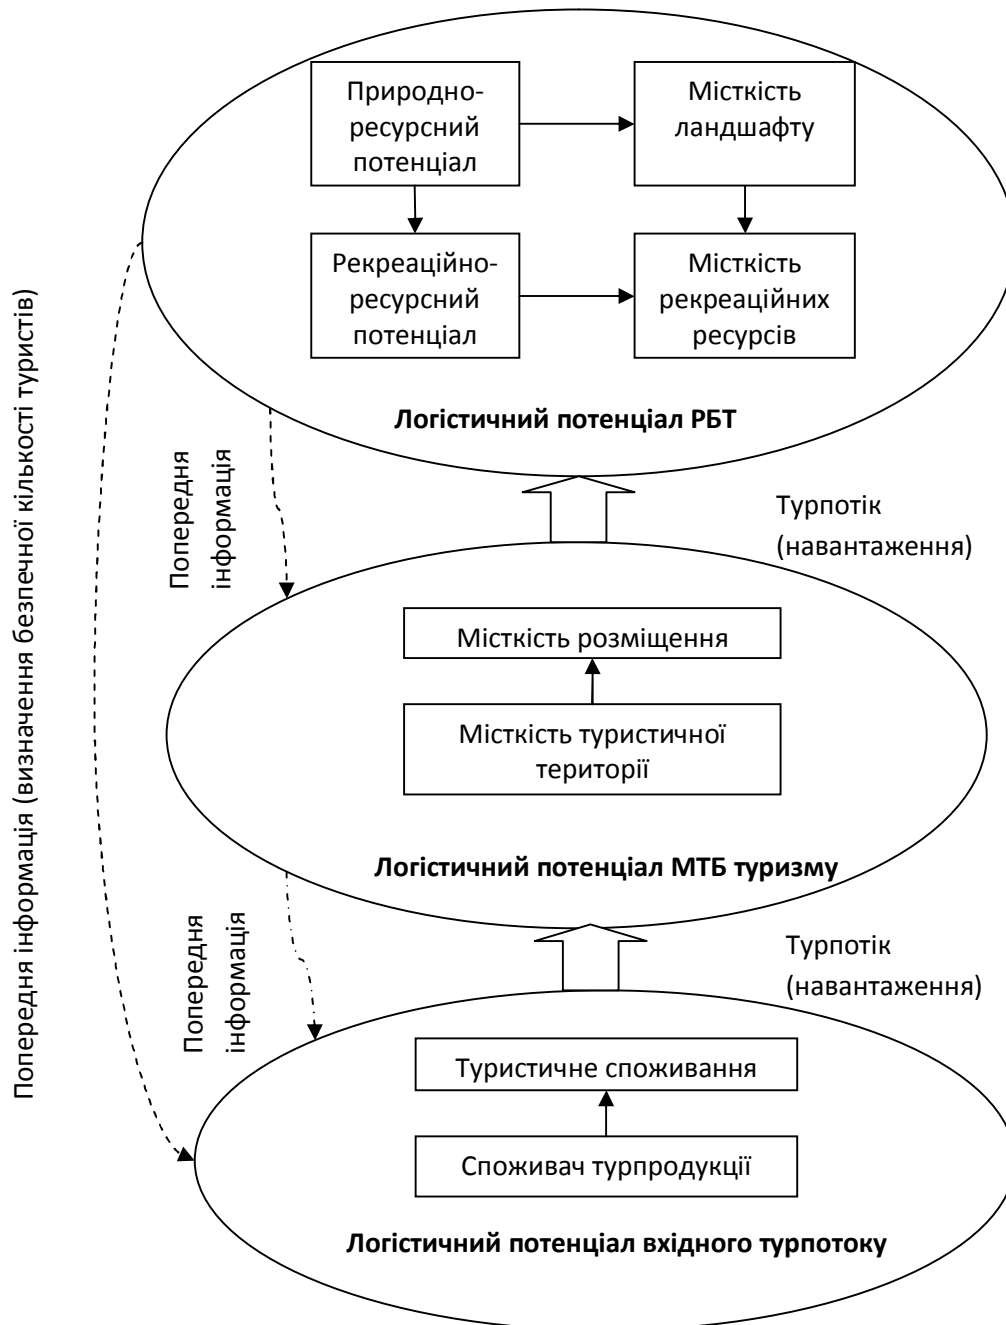 Природно-
ресурсний
потенціал
Місткість
ландшафту
Рекреаційно-
ресурсний
потенціал
Місткість
рекреаційних
ресурсів
Логістичний потенціал РБТ
Попередня інформація (визначення безпечної кількості туристів)
Попередня
інформація
Турпотік
(навантаження)
Місткість розміщення
Місткість туристичної
території
Логістичний потенціал МТБ туризму
Попередня
інформація
Турпотік
(навантаження)
Туристичне споживання
Споживач турпродукції
Логістичний потенціал вхідного турпотоку